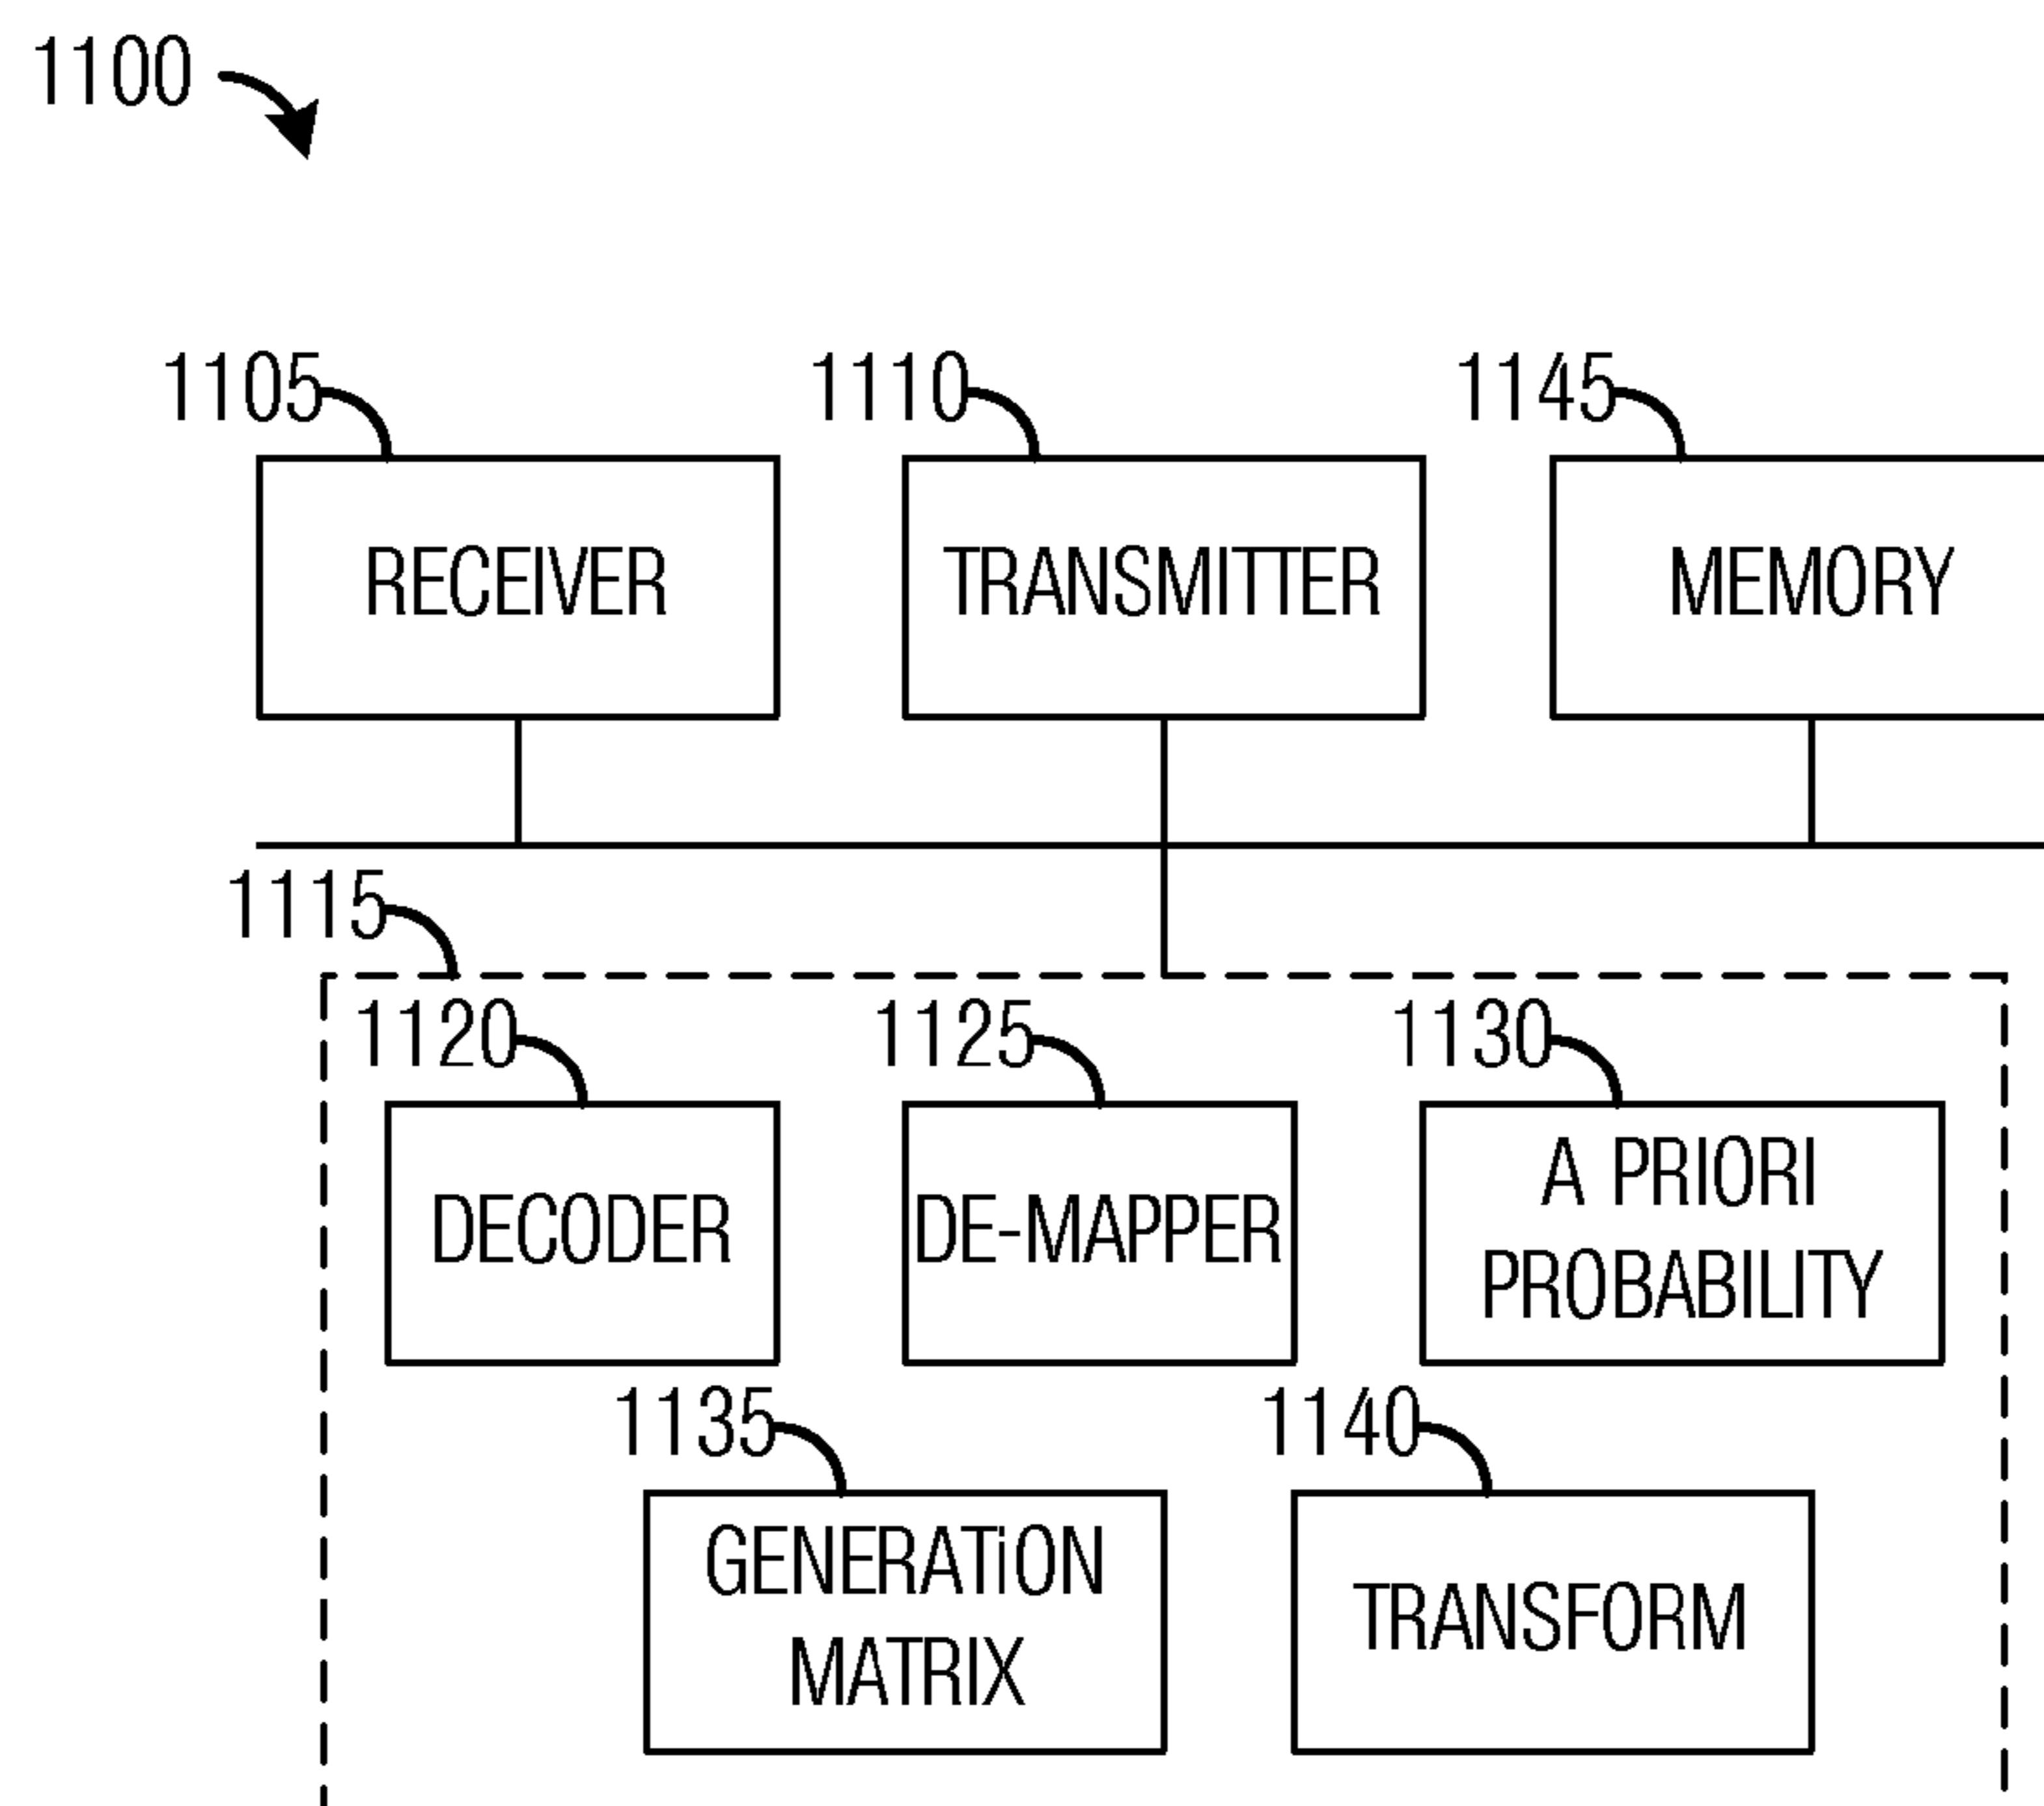 1100
1105
1110
1145
RECEIVER
TRANSMITTER
MEMORY
1115
1120
1125
1130
DECODER
DE-MAPPER
A PRIORI
PROBABILITY
1135
1140
GENERATiON
MATRIX
TRANSFORM